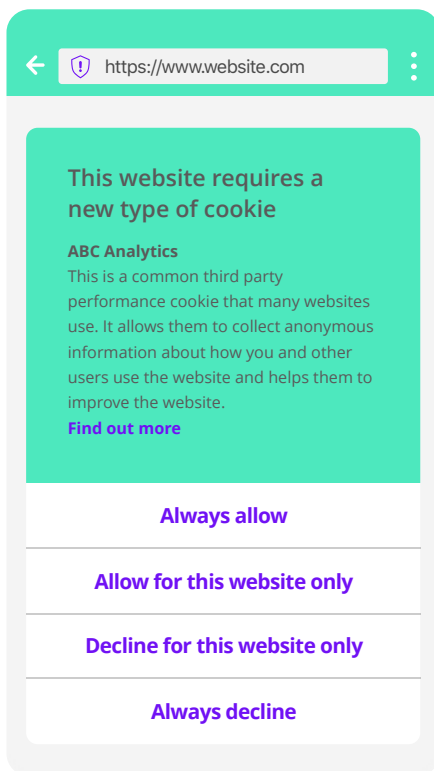 https://www.website.com
This website requires a
new type of cookie
ABC Analytics
This is a common third party
performance cookie that many websites
use. It allows them to collect anonymous
information about how you and other
users use the website and helps them to
improve the website.
Find out more
Always allow
Allow for this website only
Decline for this website only
Always decline